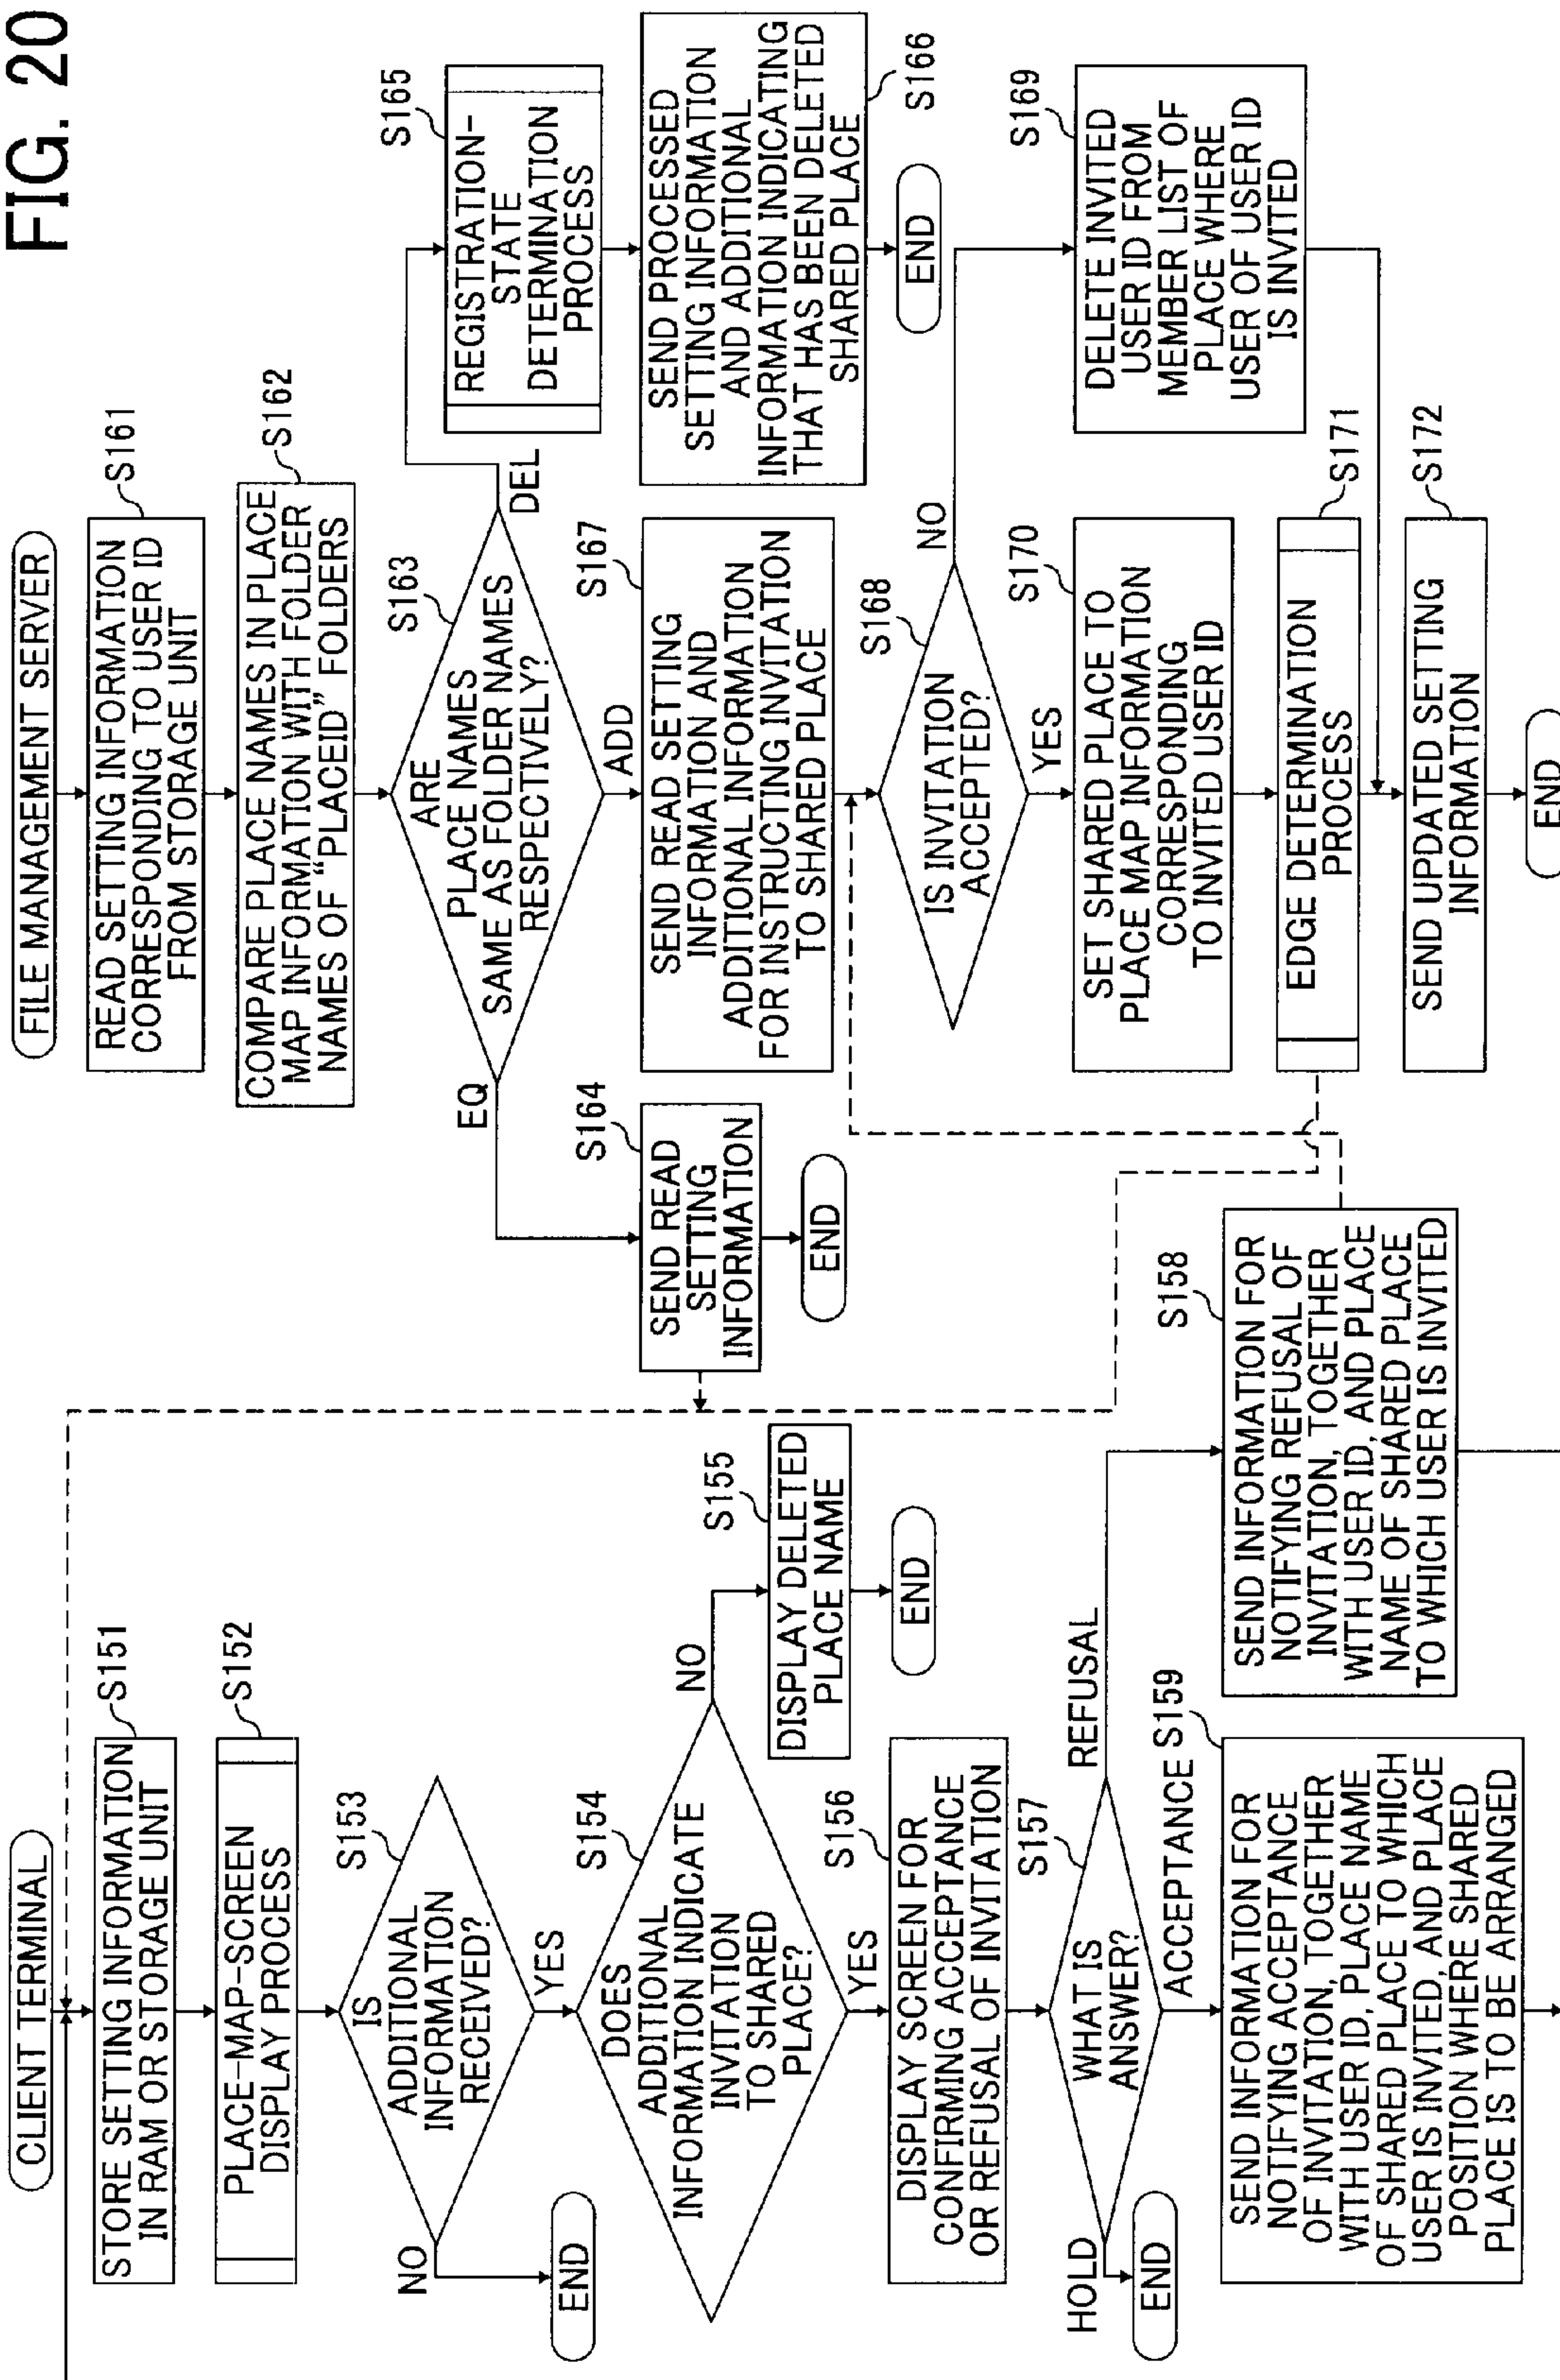 FIG. 20
CLIENT TERMINAL
STORE SETTING INFORMATION
IN RAM OR STORAGE UNIT
S151
PLACE-MAP-SCREEN
DISPLAY PROCESS
S152
IS
ADDITIONAL
INFORMATION
RECEIVED?
S153
NO
END
YES
DOES
ADDITIONAL
INFORMATION INDICATE
INVITATION
TO SHARED
PLACE?
S154
NO
DISPLAY DELETED
PLACE NAME
S155
END
YES
DISPLAY SCREEN FOR
CONFIRMING ACCEPTANCE
OR REFUSAL OF INVITATION
S156
WHAT IS
ANSWER?
S157
HOLD
END
REFUSAL
SEND INFORMATION FOR
NOTIFYING REFUSAL OF
INVITATION, TOGETHER
WITH USER ID, AND PLACE
NAME OF SHARED PLACE
TO WHICH USER IS INVITED
S158
ACCEPTANCE
S159
SEND INFORMATION FOR
NOTIFYING ACCEPTANCE
OF INVITATION, TOGETHER
WITH USER ID, PLACE NAME
OF SHARED PLACE TO WHICH
USER IS INVITED, AND PLACE
POSITION WHERE SHARED
PLACE IS TO BE ARRANGED
FILE MANAGEMENT SERVER
READ SETTING INFORMATION
CORRESPONDING TO USER ID
FROM STORAGE UNIT
S161
COMPARE PLACE NAMES IN PLACE
MAP INFORMATION WITH FOLDER
NAMES OF "PLACEID" FOLDERS
S162
ARE
PLACE NAMES
SAME AS FOLDER NAMES
RESPECTIVELY?
S163
EQ
SEND READ
SETTING
INFORMATION
S164
END
DEL
REGISTRATION-
STATE
DETERMINATION
PROCESS
S165
SEND PROCESSED
SETTING INFORMATION
AND ADDITIONAL
INFORMATION INDICATING
THAT HAS BEEN DELETED
SHARED PLACE
S166
END
ADD
SEND READ SETTING
INFORMATION AND
ADDITIONAL INFORMATION
FOR INSTRUCTING INVITATION
TO SHARED PLACE
S167
IS INVITATION
ACCEPTED?
S168
NO
DELETE INVITED
USER ID FROM
MEMBER LIST OF
PLACE WHERE
USER OF USER ID
IS INVITED
S169
YES
SET SHARED PLACE TO
PLACE MAP INFORMATION
CORRESPONDING
TO INVITED USER ID
S170
EDGE DETERMINATION
PROCESS
S171
SEND UPDATED SETTING
INFORMATION
S172
END